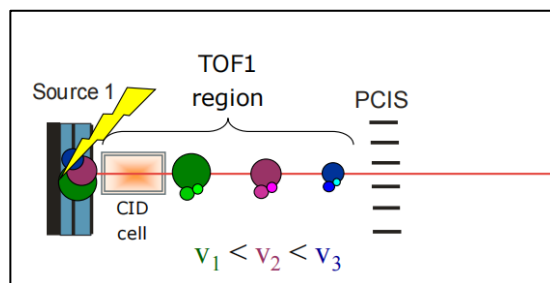 TOF1
region
Source 1
PCIS
CID
cell
v1 < v2 < v3